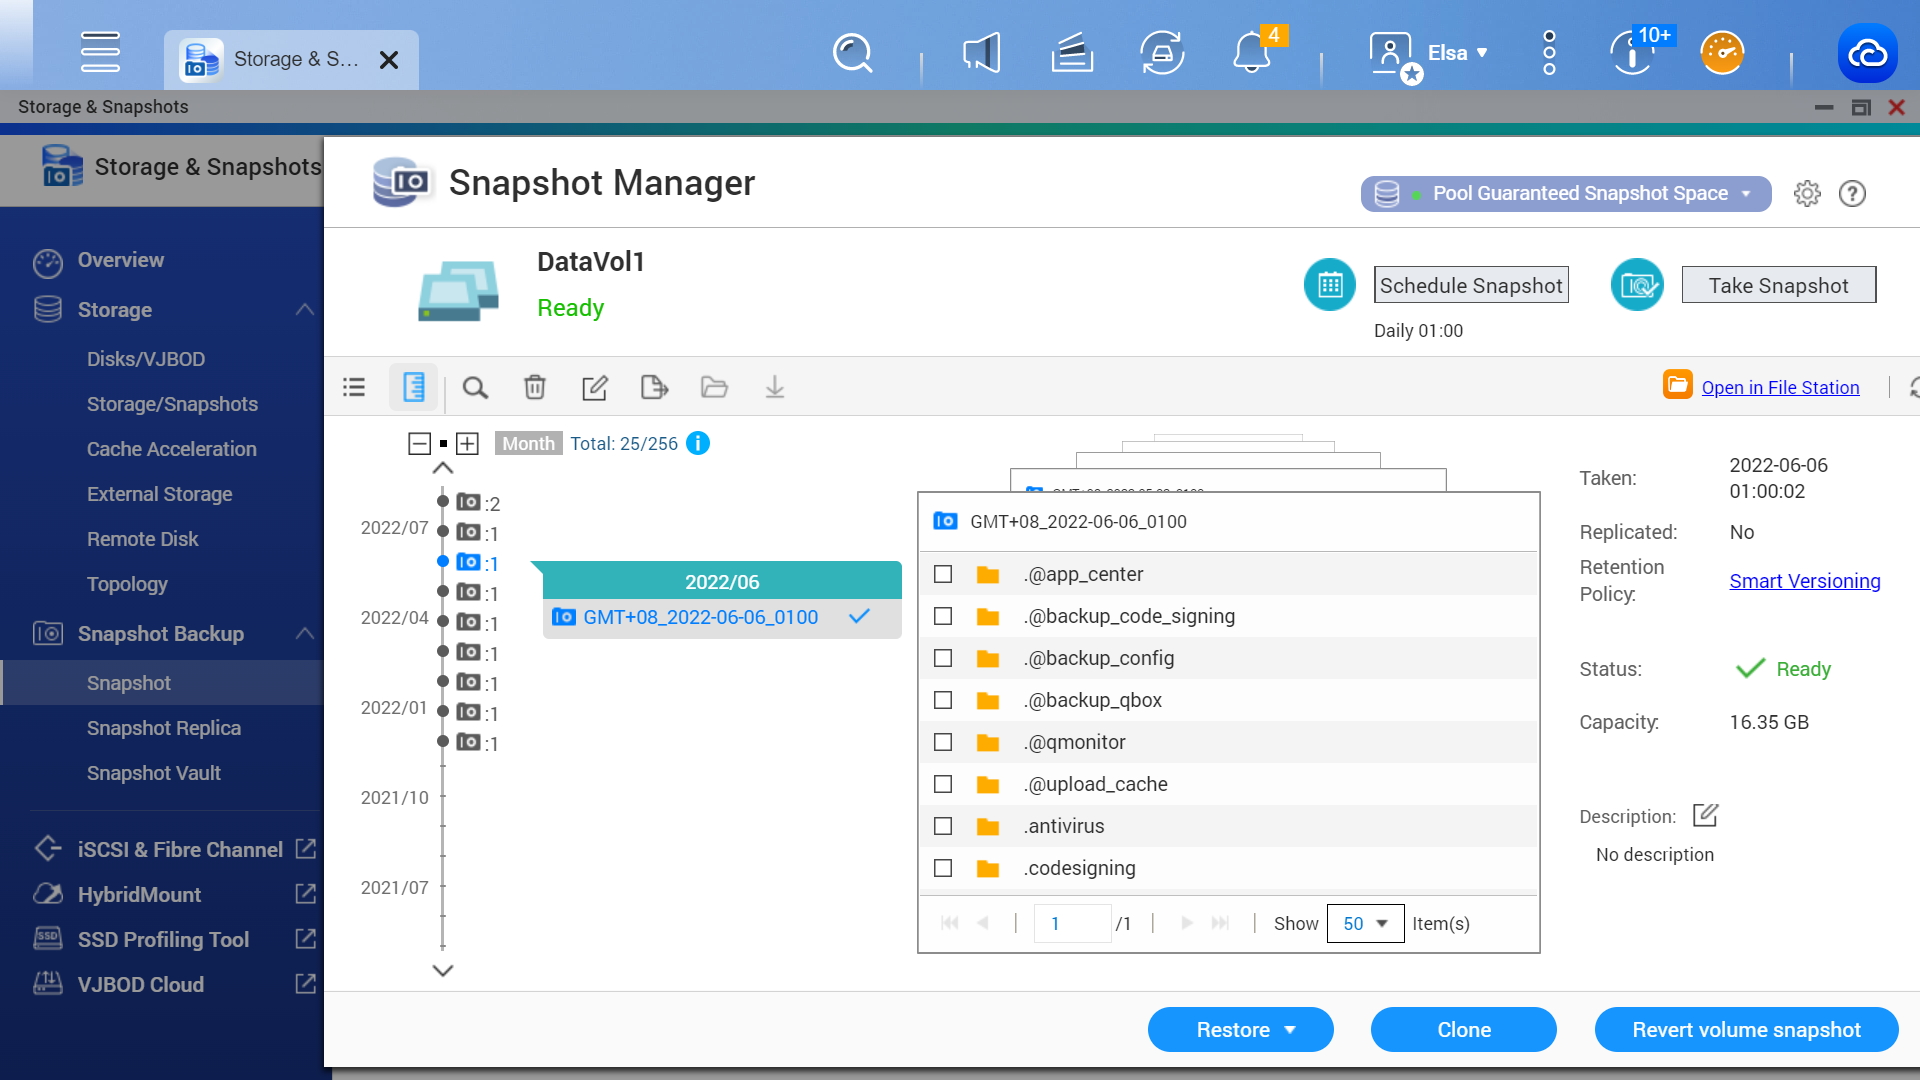 Storage & S...
4
Elsa
10+
Storage & Snapshots
Storage & Snapshots
Overview
Storage
Disks/VJBOD
Storage/Snapshots
Cache Acceleration
External Storage
Remote Disk
Topology
Snapshot Backup
Snapshot
Snapshot Replica
Snapshot Vault
iSCSI & Fibre Channel
HybridMount
SSD
SSD Profiling Tool
VJBOD Cloud
Snapshot Manager
Pool Guaranteed Snapshot Space
DataVol1
Ready
Schedule Snapshot
Daily 01:00
Take Snapshot
Open in File Station
Month Total: 25/256
:2
2022/07
:1
:1
:1
2022/04
:1
:1
:1
2022/01
:1
:1
2021/10
2021/07
2022/06
GMT+08_2022-06-06_0100
GMT+08_2022-06-06_0100
.@app_center
.@backup_code_signing
.@backup_config
.@backup_qbox
.@qmonitor
.@upload_cache
.antivirus
.codesigning
1 /1 Show 50 Item(s)
Taken: 2022-06-06
01:00:02
Replicated: No
Retention
Policy: Smart Versioning
Status: Ready
Capacity: 16.35 GB
Description:
No description
Restore
Clone
Revert volume snapshot